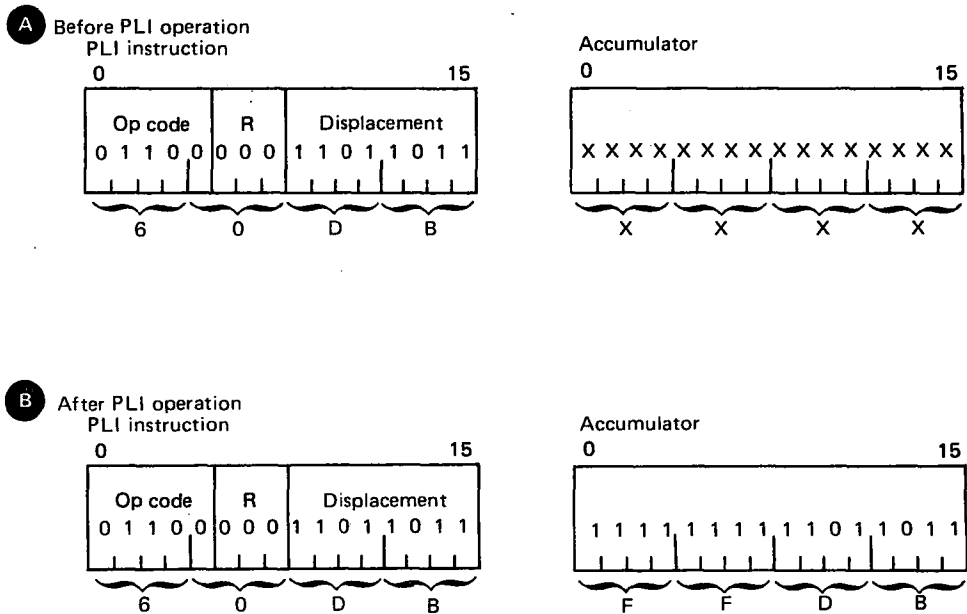 A Before PLI operation
PLI instruction
0 15
Op code R Displacement
0 1 1 0 0 0 0 0 1 1 0 1 1 0 1 1
6 0 D B
Accumulator
0 15
X X X X X X X X X X X X X X X X
X X X X
B After PLI operation
PLI instruction
0 15
Op code R Displacement
0 1 1 0 0 0 0 0 1 1 0 1 1 0 1 1
6 0 D B
Accumulator
0 15
1 1 1 1 1 1 1 1 1 1 0 1 1 0 1 1
F F D B